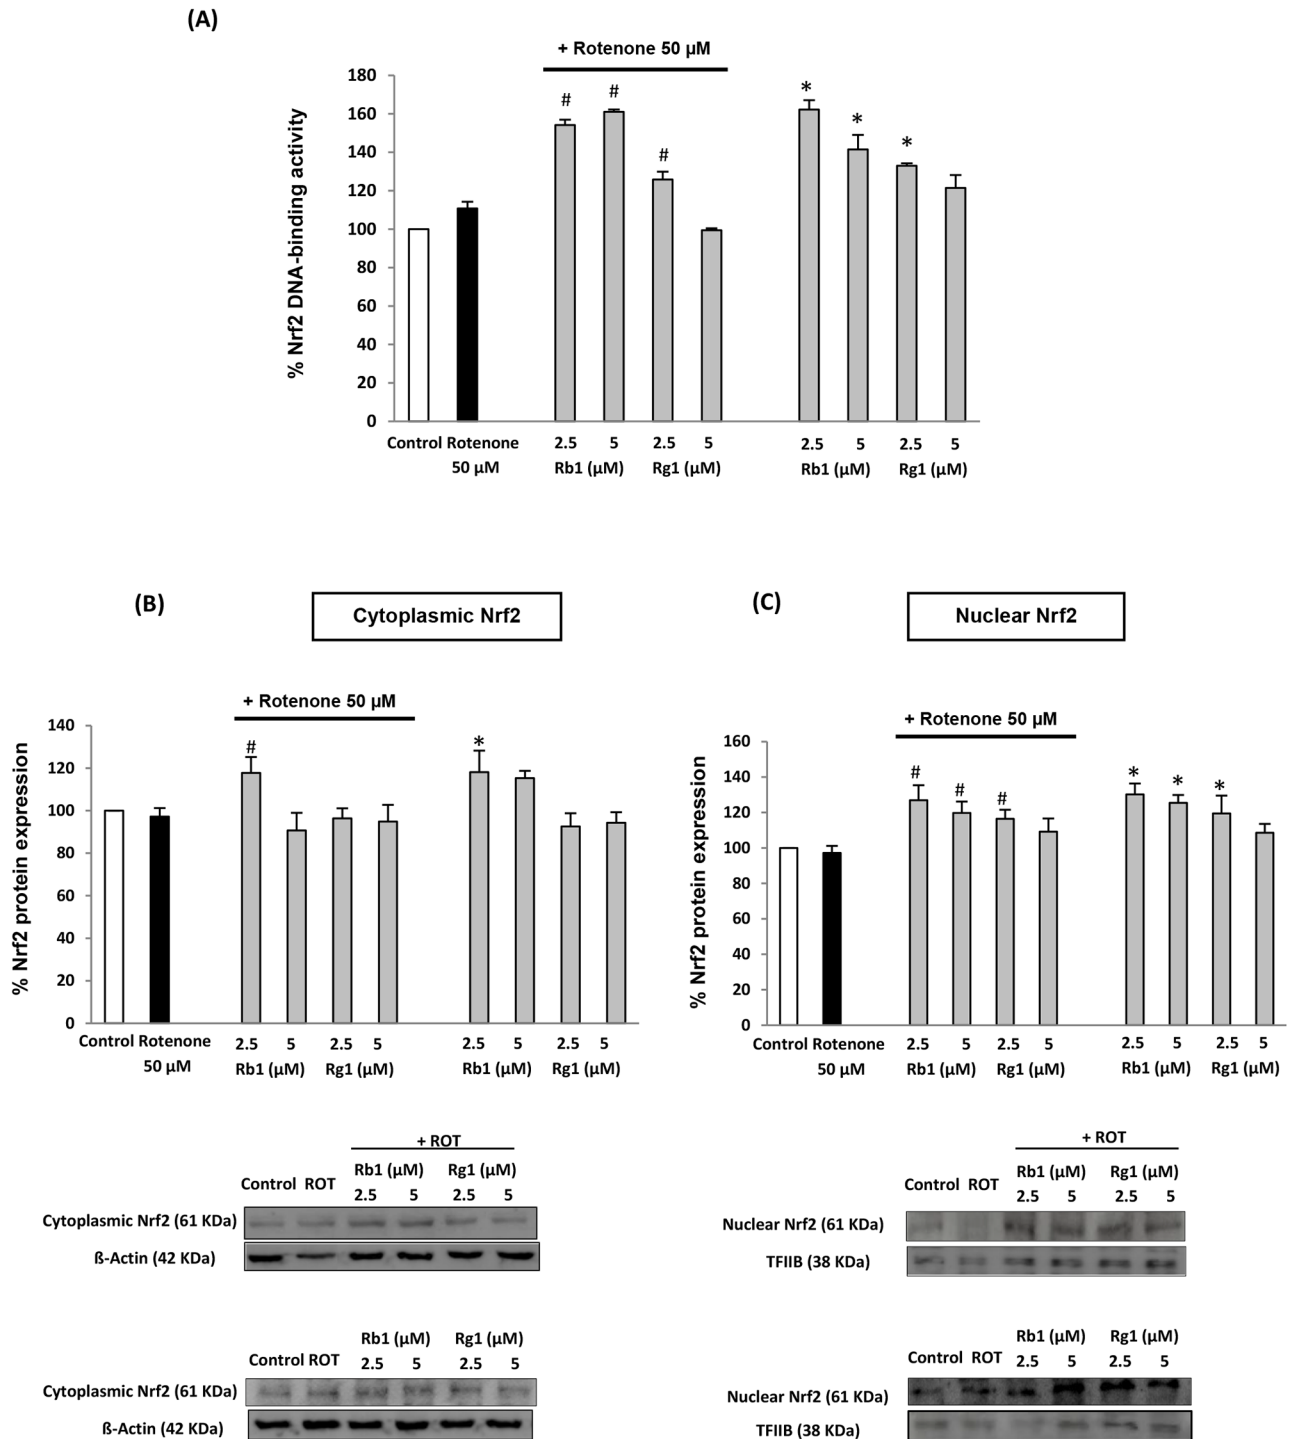 (A)
+ Rotenone 50 µM
% Nrf2 DNA-binding activity
180
160
140
120
100
80
60
40
20
0
# # # * * *
Control Rotenone 2.5 5 2.5 5 2.5 5 2.5 5
50 µM Rb1 (µM) Rg1 (µM) Rb1 (µM) Rg1 (µM)
(B)
Cytoplasmic Nrf2
+ Rotenone 50 µM
% Nrf2 protein expression
140
120
100
80
60
40
20
0
# *
Control Rotenone 2.5 5 2.5 5 2.5 5 2.5 5
50 µM Rb1 (µM) Rg1 (µM) Rb1 (µM) Rg1 (µM)
+ ROT
Rb1 (µM) Rg1 (µM)
Control ROT 2.5 5 2.5 5
Cytoplasmic Nrf2 (61 KDa)
ß-Actin (42 KDa)
Rb1 (µM) Rg1 (µM)
Control ROT 2.5 5 2.5 5
Cytoplasmic Nrf2 (61 KDa)
ß-Actin (42 KDa)
(C)
Nuclear Nrf2
+ Rotenone 50 µM
% Nrf2 protein expression
160
140
120
100
80
60
40
20
0
# # # * * *
Control Rotenone 2.5 5 2.5 5 2.5 5 2.5 5
50 µM Rb1 (µM) Rg1 (µM) Rb1 (µM) Rg1 (µM)
+ ROT
Rb1 (µM) Rg1 (µM)
Control ROT 2.5 5 2.5 5
Nuclear Nrf2 (61 KDa)
TFIIB (38 KDa)
Rb1 (µM) Rg1 (µM)
Control ROT 2.5 5 2.5 5
Nuclear Nrf2 (61 KDa)
TFIIB (38 KDa)